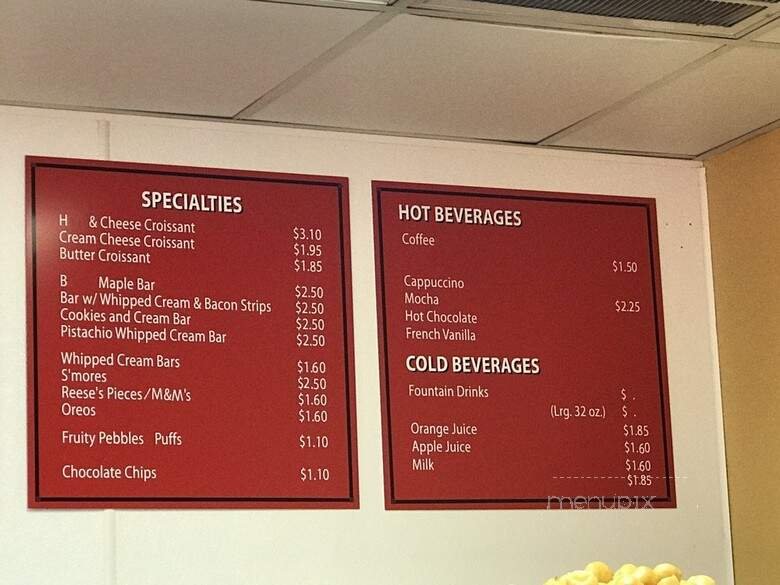 SPECIALTIES
H & Cheese Croissant $3.10
Cream Cheese Croissant $1.95
Butter Croissant $1.85
B Maple Bar $2.50
Bar w/ Whipped Cream & Bacon Strips $2.50
Cookies and Cream Bar $2.50
Pistachio Whipped Cream Bar $2.50
Whipped Cream Bars $1.60
S'mores $2.50
Reese's Pieces/M&M's $1.60
Oreos $1.60
Fruity Pebbles Puffs $1.10
Chocolate Chips $1.10
HOT BEVERAGES
Coffee
$1.50
Cappuccino
Mocha $2.25
Hot Chocolate
French Vanilla
COLD BEVERAGES
Fountain Drinks $ .
(Lrg. 32 oz.) $ .
Orange Juice $1.85
Apple Juice $1.60
Milk $1.60
$1.85
menupix